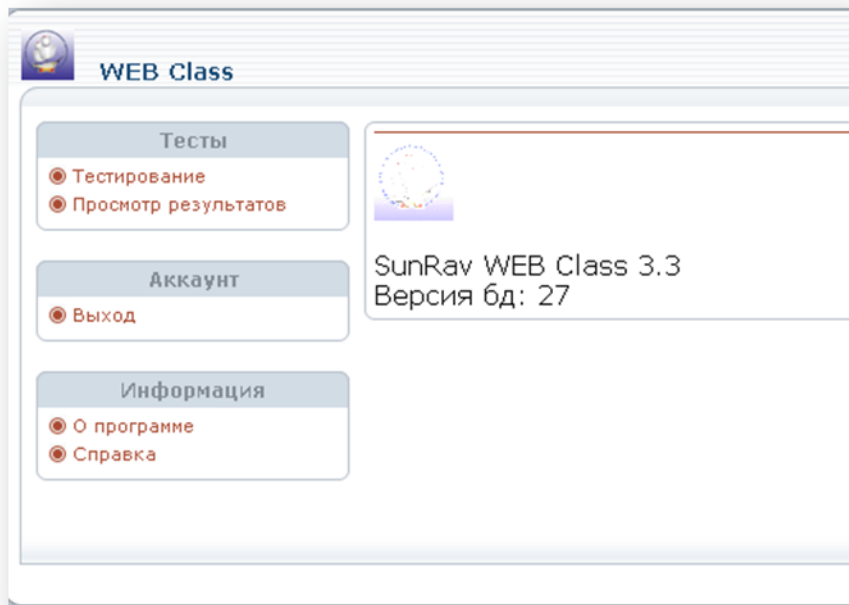 WEB Class
Тесты
Тестирование
Просмотр результатов
Аккаунт
Выход
Информация
О программе
Справка
SunRav WEB Class 3.3
Версия бд: 27